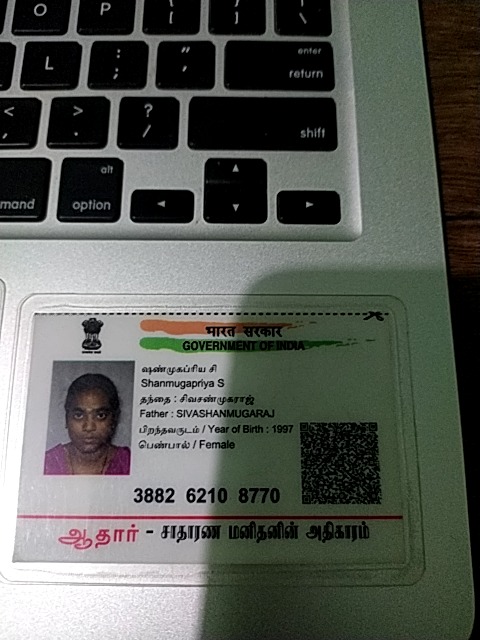 O P { [ } ] | \
L : ; " ' enter
return
< , > . ? / shift
mand alt
option
भारत सरकार
GOVERNMENT OF INDIA
ஷண்முகப்ரிய சி
Shanmugapriya S
தந்தை : சிவசண்முகராஜ்
Father : SIVASHANMUGARAJ
பிறந்தவருடம் / Year of Birth : 1997
பெண்பால் / Female
3882 6210 8770
ஆதார் - சாதாரண மனிதனின் அதிகாரம்